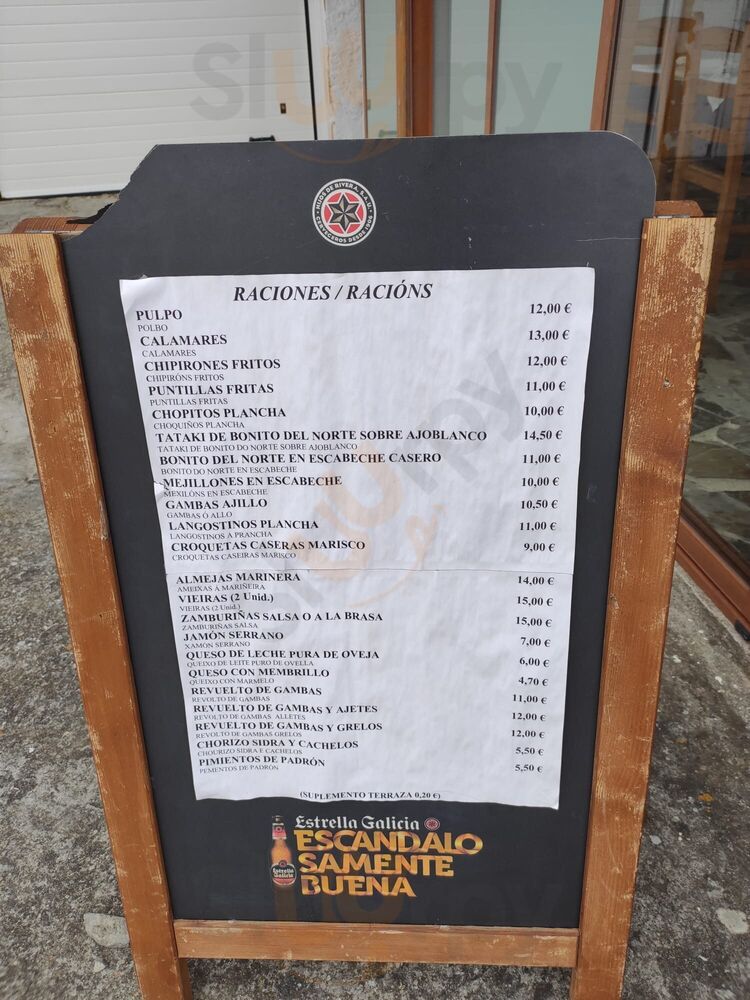 Sluurpy
HIJOS DE RIVERA, S.A.U.
CERVECEROS DESDE 1906
RACIONES / RACIÓNS
PULPO 12,00 €
POLBO
CALAMARES 13,00 €
CALAMARES
CHIPIRONES FRITOS 12,00 €
CHIPIRÓNS FRITOS
PUNTILLAS FRITAS 11,00 €
PUNTILLAS FRITAS
CHOPITOS PLANCHA 10,00 €
CHOQUIÑOS PLANCHA
TATAKI DE BONITO DEL NORTE SOBRE AJOBLANCO 14,50 €
TATAKI DE BONITO DO NORTE SOBRE AJOBLANCO
BONITO DEL NORTE EN ESCABECHE CASERO 11,00 €
BONITO DO NORTE EN ESCABECHE
MEJILLONES EN ESCABECHE 10,00 €
MEXILÓNS EN ESCABECHE
GAMBAS AJILLO 10,50 €
GAMBAS Ó ALLO
LANGOSTINOS PLANCHA 11,00 €
LANGOSTINOS A PRANCHA
CROQUETAS CASERAS MARISCO 9,00 €
CROQUETAS CASEIRAS MARISCO
ALMEJAS MARINERA 14,00 €
AMEIXAS A MARIÑEIRA
VIEIRAS (2 Unid.) 15,00 €
VIEIRAS (2 Unid.)
ZAMBURIÑAS SALSA O A LA BRASA 15,00 €
ZAMBURIÑAS SALSA
JAMÓN SERRANO 7,00 €
XAMÓN SERRANO
QUESO DE LECHE PURA DE OVEJA 6,00 €
QUEIXO DE LEITE PURO DE OVELLA
QUESO CON MEMBRILLO 4,70 €
QUEIXO CON MARMELO
REVUELTO DE GAMBAS 11,00 €
REVOLTO DE GAMBAS
REVUELTO DE GAMBAS Y AJETES 12,00 €
REVOLTO DE GAMBAS ALLETES
REVUELTO DE GAMBAS Y GRELOS 12,00 €
REVOLTO DE GAMBAS GRELOS
CHORIZO SIDRA Y CACHELOS 5,50 €
CHOURIZO SIDRA E CACHELOS
PIMIENTOS DE PADRÓN 5,50 €
PEMENTOS DE PADRÓN
(SUPLEMENTO TERRAZA 0,20 €)
Estrella Galicia
ESCANDALO
SAMENTE
BUENA